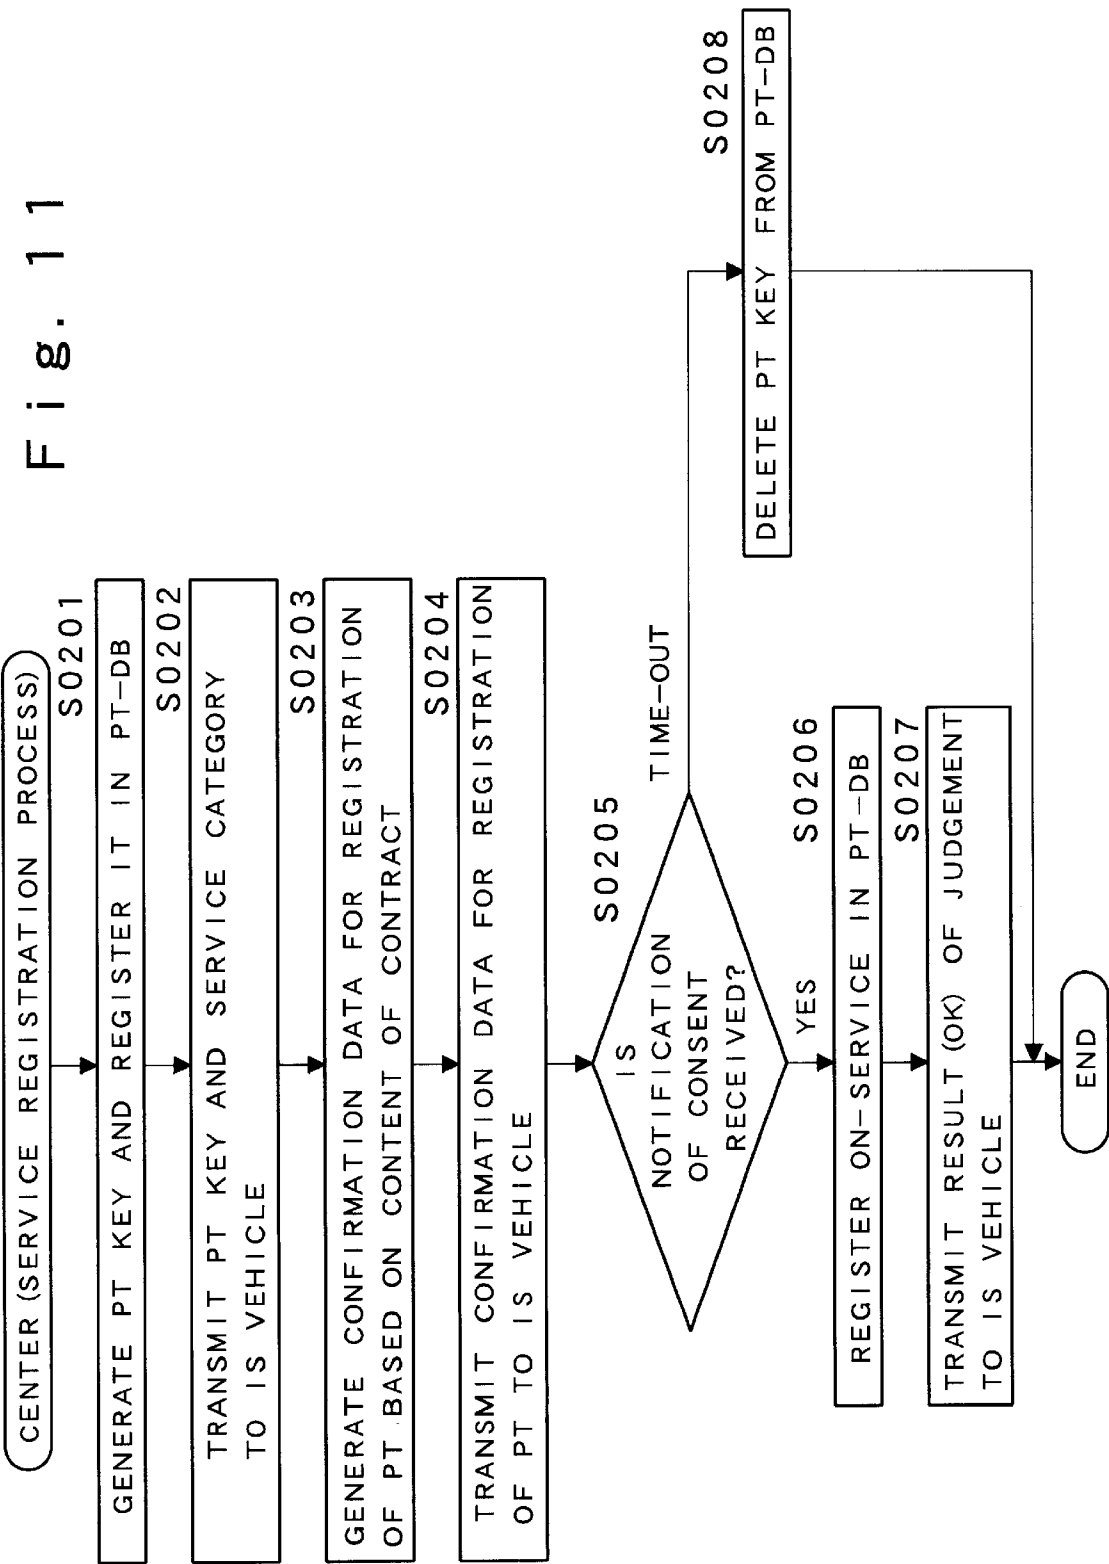 Fig. 11
CENTER (SERVICE REGISTRATION PROCESS)
S0201
GENERATE PT KEY AND REGISTER IT IN PT-DB
S0202
TRANSMIT PT KEY AND SERVICE CATEGORY
TO IS VEHICLE
S0203
GENERATE CONFIRMATION DATA FOR REGISTRATION
OF PT BASED ON CONTENT OF CONTRACT
S0204
TRANSMIT CONFIRMATION DATA FOR REGISTRATION
OF PT TO IS VEHICLE
S0205
IS
NOTIFICATION
OF CONSENT
RECEIVED?
TIME-OUT
YES
S0206
REGISTER ON-SERVICE IN PT-DB
S0207
TRANSMIT RESULT (OK) OF JUDGEMENT
TO IS VEHICLE
S0208
DELETE PT KEY FROM PT-DB
END